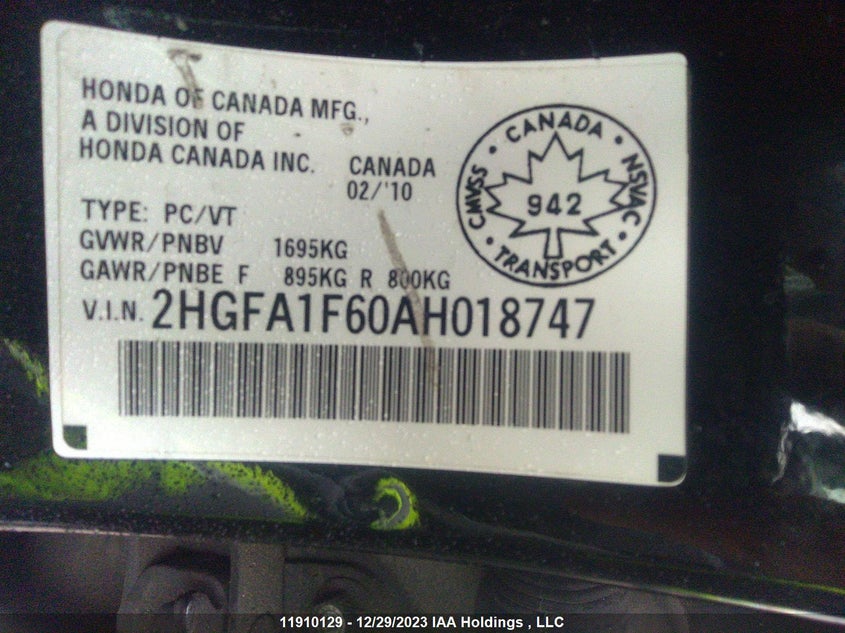 HONDA OF CANADA MFG.,
A DIVISION OF
HONDA CANADA INC. CANADA
02/'10
TYPE: PC/VT
GVWR/PNBV 1695KG
GAWR/PNBE F 895KG R 800KG
V.I.N. 2HGFA1F60AH018747
• CANADA •
CMVSS
942
NSVAC
• TRANSPORT •
11910129 - 12/29/2023 IAA Holdings , LLC